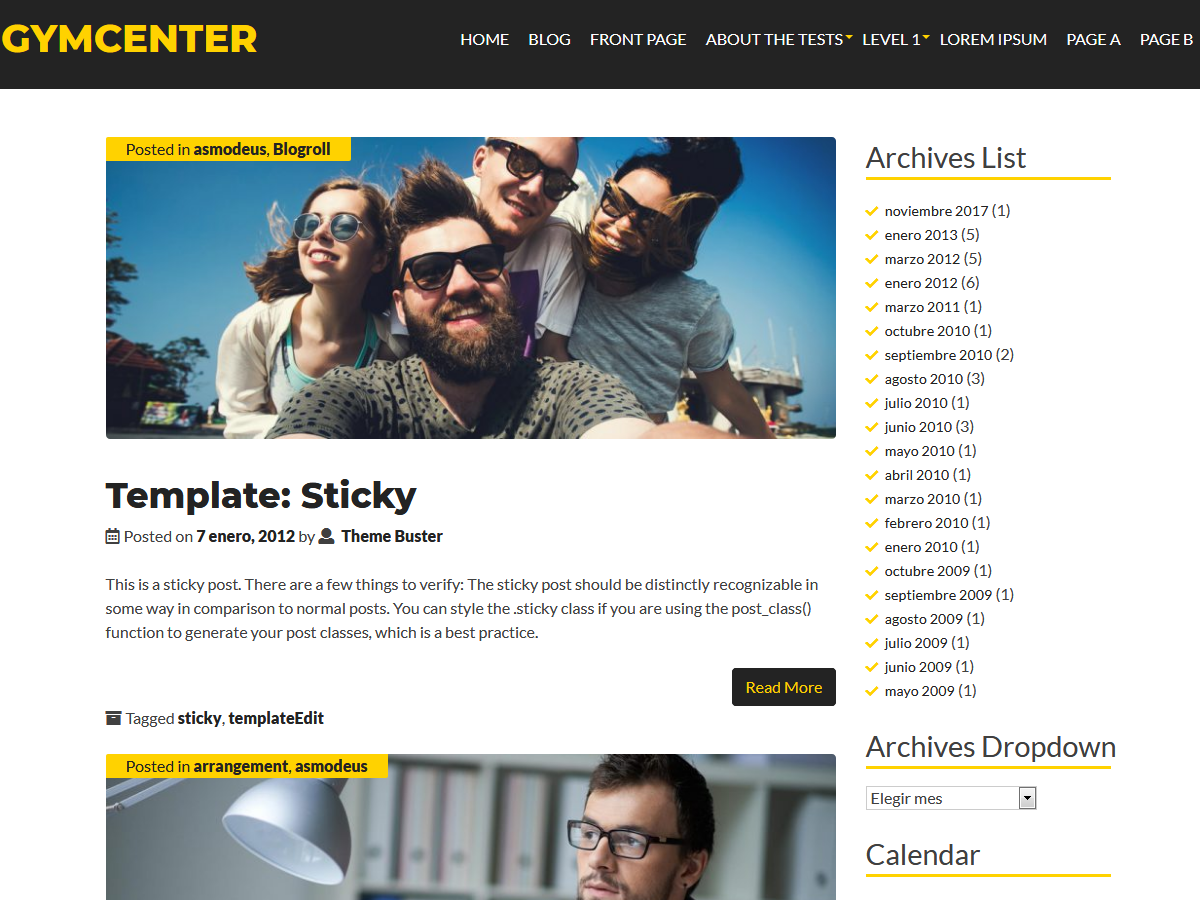 GYMCENTER
HOME BLOG FRONT PAGE ABOUT THE TESTS LEVEL 1 LOREM IPSUM PAGE A PAGE B
Posted in asmodeus, Blogroll
Template: Sticky
Posted on 7 enero, 2012 by Theme Buster
This is a sticky post. There are a few things to verify: The sticky post should be distinctly recognizable in
some way in comparison to normal posts. You can style the .sticky class if you are using the post_class()
function to generate your post classes, which is a best practice.
Read More
Tagged sticky, templateEdit
Posted in arrangement, asmodeus
Archives List
noviembre 2017 (1)
enero 2013 (5)
marzo 2012 (5)
enero 2012 (6)
marzo 2011 (1)
octubre 2010 (1)
septiembre 2010 (2)
agosto 2010 (3)
julio 2010 (1)
junio 2010 (3)
mayo 2010 (1)
abril 2010 (1)
marzo 2010 (1)
febrero 2010 (1)
enero 2010 (1)
octubre 2009 (1)
septiembre 2009 (1)
agosto 2009 (1)
julio 2009 (1)
junio 2009 (1)
mayo 2009 (1)
Archives Dropdown
Elegir mes
Calendar